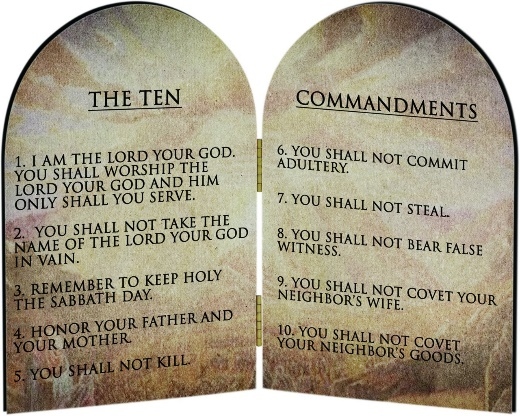 THE TEN
1. I AM THE LORD YOUR GOD.
YOU SHALL WORSHIP THE
LORD YOUR GOD AND HIM
ONLY SHALL YOU SERVE.
2. YOU SHALL NOT TAKE THE
NAME OF THE LORD YOUR GOD
IN VAIN.
3. REMEMBER TO KEEP HOLY
THE SABBATH DAY.
4. HONOR YOUR FATHER AND
YOUR MOTHER.
5. YOU SHALL NOT KILL.
COMMANDMENTS
6. YOU SHALL NOT COMMIT
ADULTERY.
7. YOU SHALL NOT STEAL.
8. YOU SHALL NOT BEAR FALSE
WITNESS.
9. YOU SHALL NOT COVET YOUR
NEIGHBOR'S WIFE.
10. YOU SHALL NOT COVET
YOUR NEIGHBOR'S GOODS.